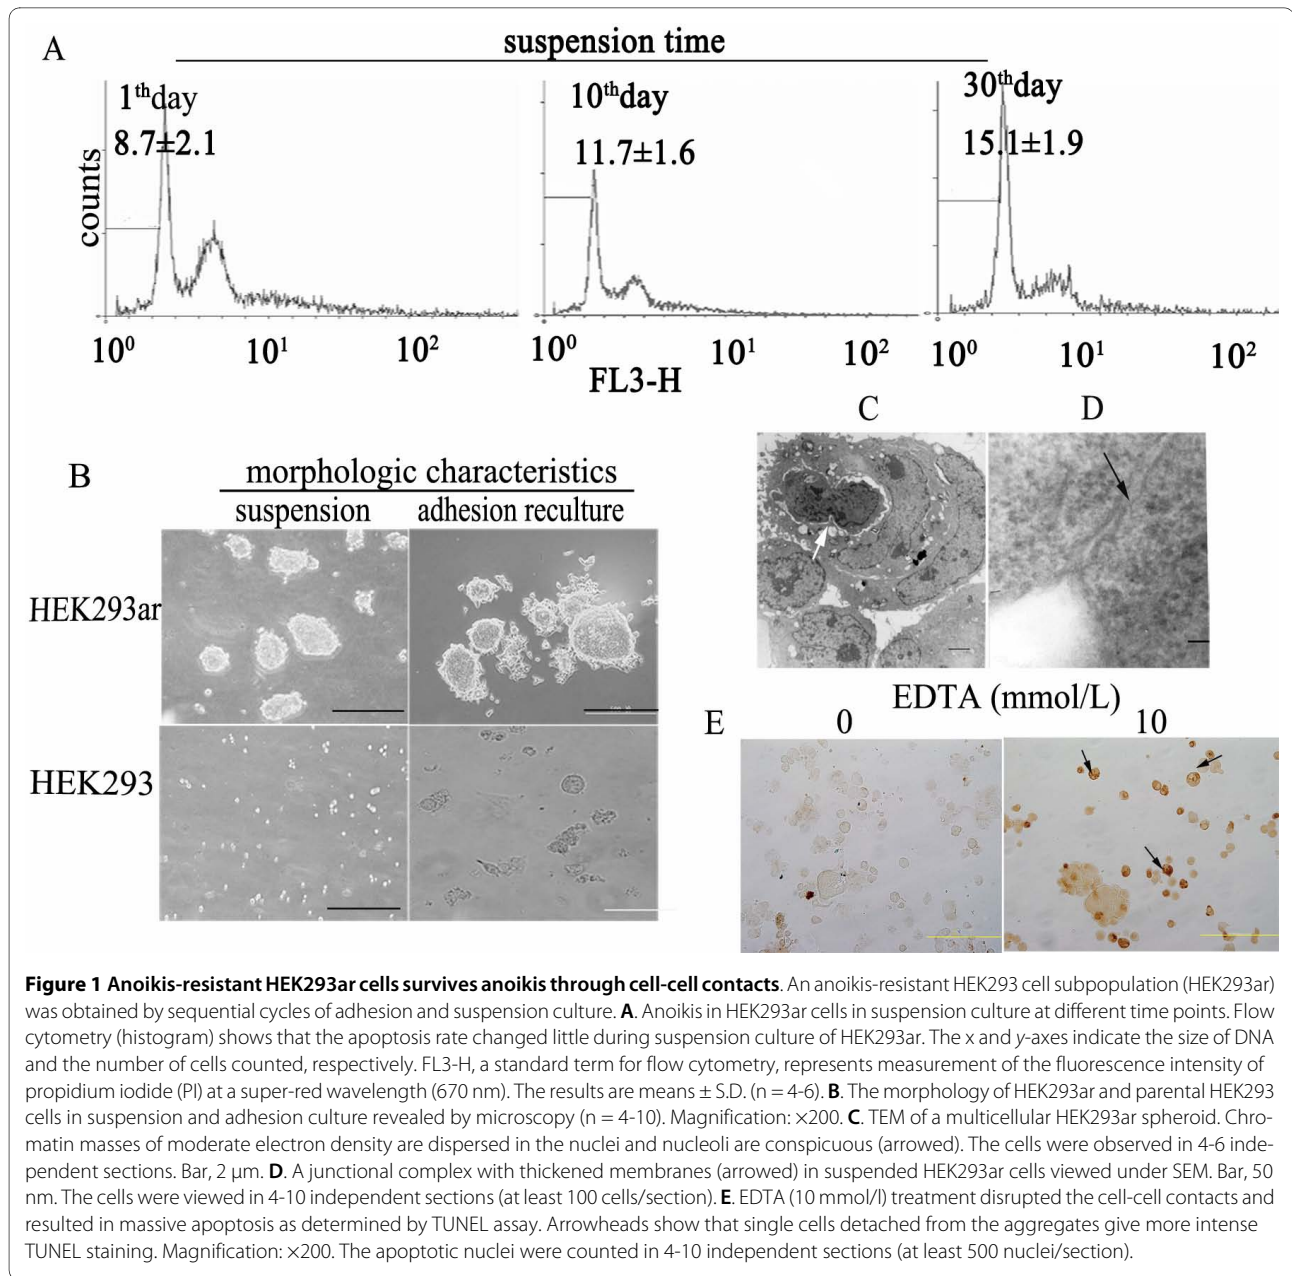 A
suspension time
1thday
8.7±2.1
10thday
11.7±1.6
30thday
15.1±1.9
counts
10⁰ 10¹ 10² 10⁰ 10¹ 10² 10⁰ 10¹ 10²
FL3-H
B
morphologic characteristics
suspension adhesion reculture
HEK293ar
HEK293
C D
EDTA (mmol/L)
E 0 10
Figure 1 Anoikis-resistant HEK293ar cells survives anoikis through cell-cell contacts. An anoikis-resistant HEK293 cell subpopulation (HEK293ar)
was obtained by sequential cycles of adhesion and suspension culture. A. Anoikis in HEK293ar cells in suspension culture at different time points. Flow
cytometry (histogram) shows that the apoptosis rate changed little during suspension culture of HEK293ar. The x and y-axes indicate the size of DNA
and the number of cells counted, respectively. FL3-H, a standard term for flow cytometry, represents measurement of the fluorescence intensity of
propidium iodide (PI) at a super-red wavelength (670 nm). The results are means ± S.D. (n = 4-6). B. The morphology of HEK293ar and parental HEK293
cells in suspension and adhesion culture revealed by microscopy (n = 4-10). Magnification: ×200. C. TEM of a multicellular HEK293ar spheroid. Chro-
matin masses of moderate electron density are dispersed in the nuclei and nucleoli are conspicuous (arrowed). The cells were observed in 4-6 inde-
pendent sections. Bar, 2 μm. D. A junctional complex with thickened membranes (arrowed) in suspended HEK293ar cells viewed under SEM. Bar, 50
nm. The cells were viewed in 4-10 independent sections (at least 100 cells/section). E. EDTA (10 mmol/l) treatment disrupted the cell-cell contacts and
resulted in massive apoptosis as determined by TUNEL assay. Arrowheads show that single cells detached from the aggregates give more intense
TUNEL staining. Magnification: ×200. The apoptotic nuclei were counted in 4-10 independent sections (at least 500 nuclei/section).